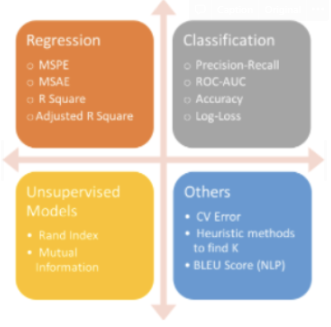 Regression
○ MSPE
○ MSAE
○ R Square
○ Adjusted R Square
Classification
○ Precision-Recall
○ ROC-AUC
○ Accuracy
○ Log-Loss
Unsupervised
Models
• Rand Index
• Mutual
Information
Others
• CV Error
• Heuristic methods
to find K
• BLEU Score (NLP)